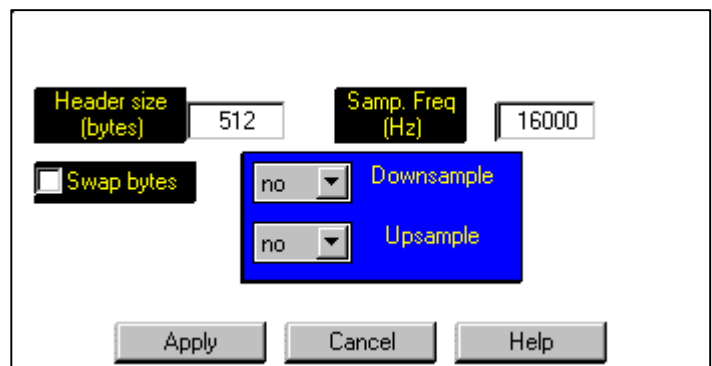 Header size
(bytes)
512
Samp. Freq
(Hz)
16000
Swap bytes
no
Downsample
no
Upsample
Apply
Cancel
Help